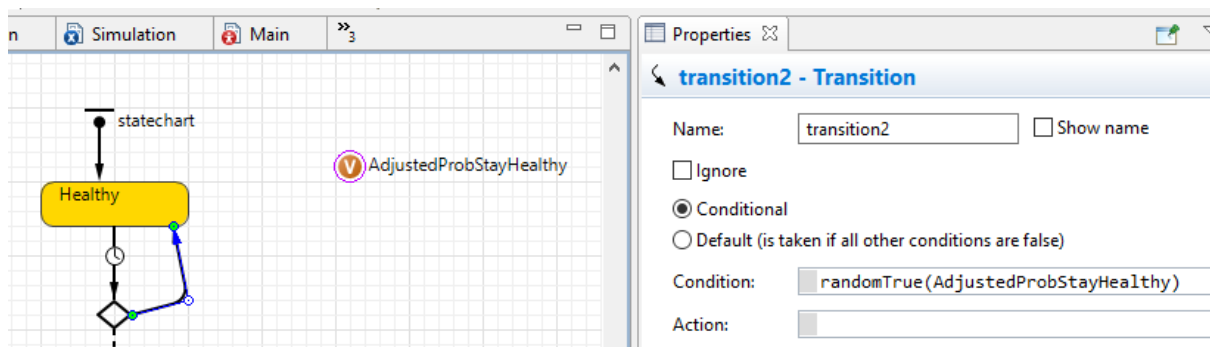 n
Simulation
Main
»3
statechart
Healthy
V AdjustedProbStayHealthy
Properties
transition2 - Transition
Name: transition2 Show name
Ignore
Conditional
Default (is taken if all other conditions are false)
Condition: randomTrue(AdjustedProbStayHealthy)
Action: